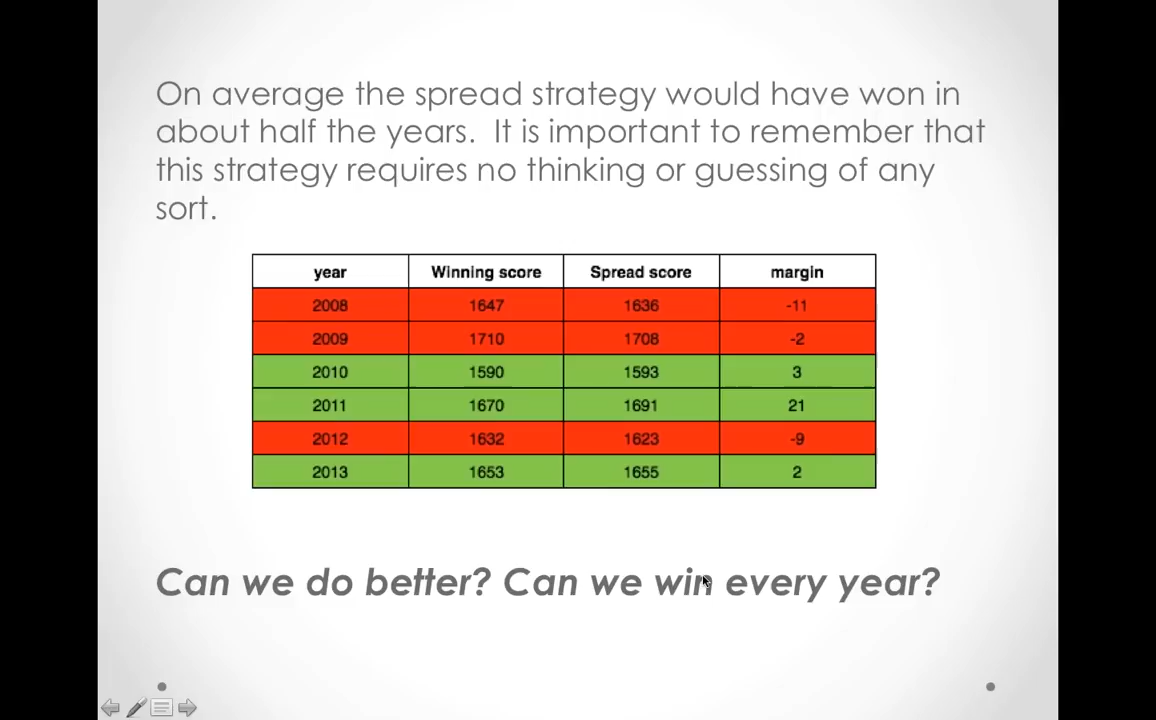 On average the spread strategy would have won in
about half the years.  It is important to remember that
this strategy requires no thinking or guessing of any
sort.
year Winning score Spread score margin
2008 1647 1636 -11
2009 1710 1708 -2
2010 1590 1593 3
2011 1670 1691 21
2012 1632 1623 -9
2013 1653 1655 2
Can we do better? Can we win every year?